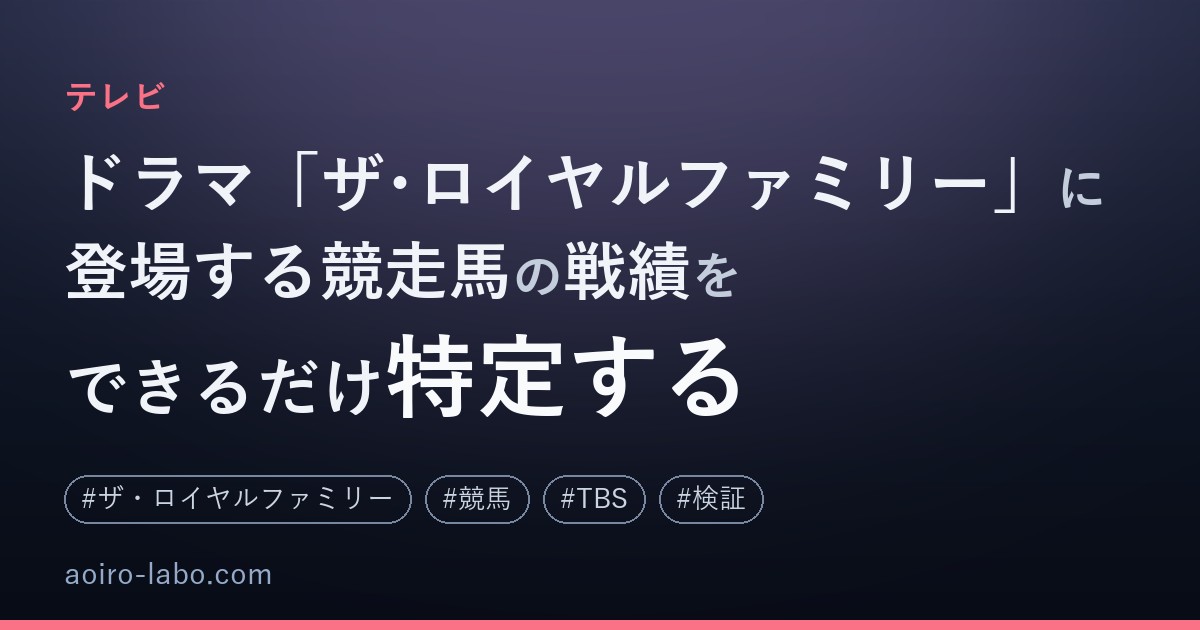 テレビ
ドラマ「ザ･ロイヤルファミリー」に
登場する競走馬の戦績を
できるだけ特定する
#ザ・ロイヤルファミリー #競馬 #TBS #検証
aoiro-labo.com